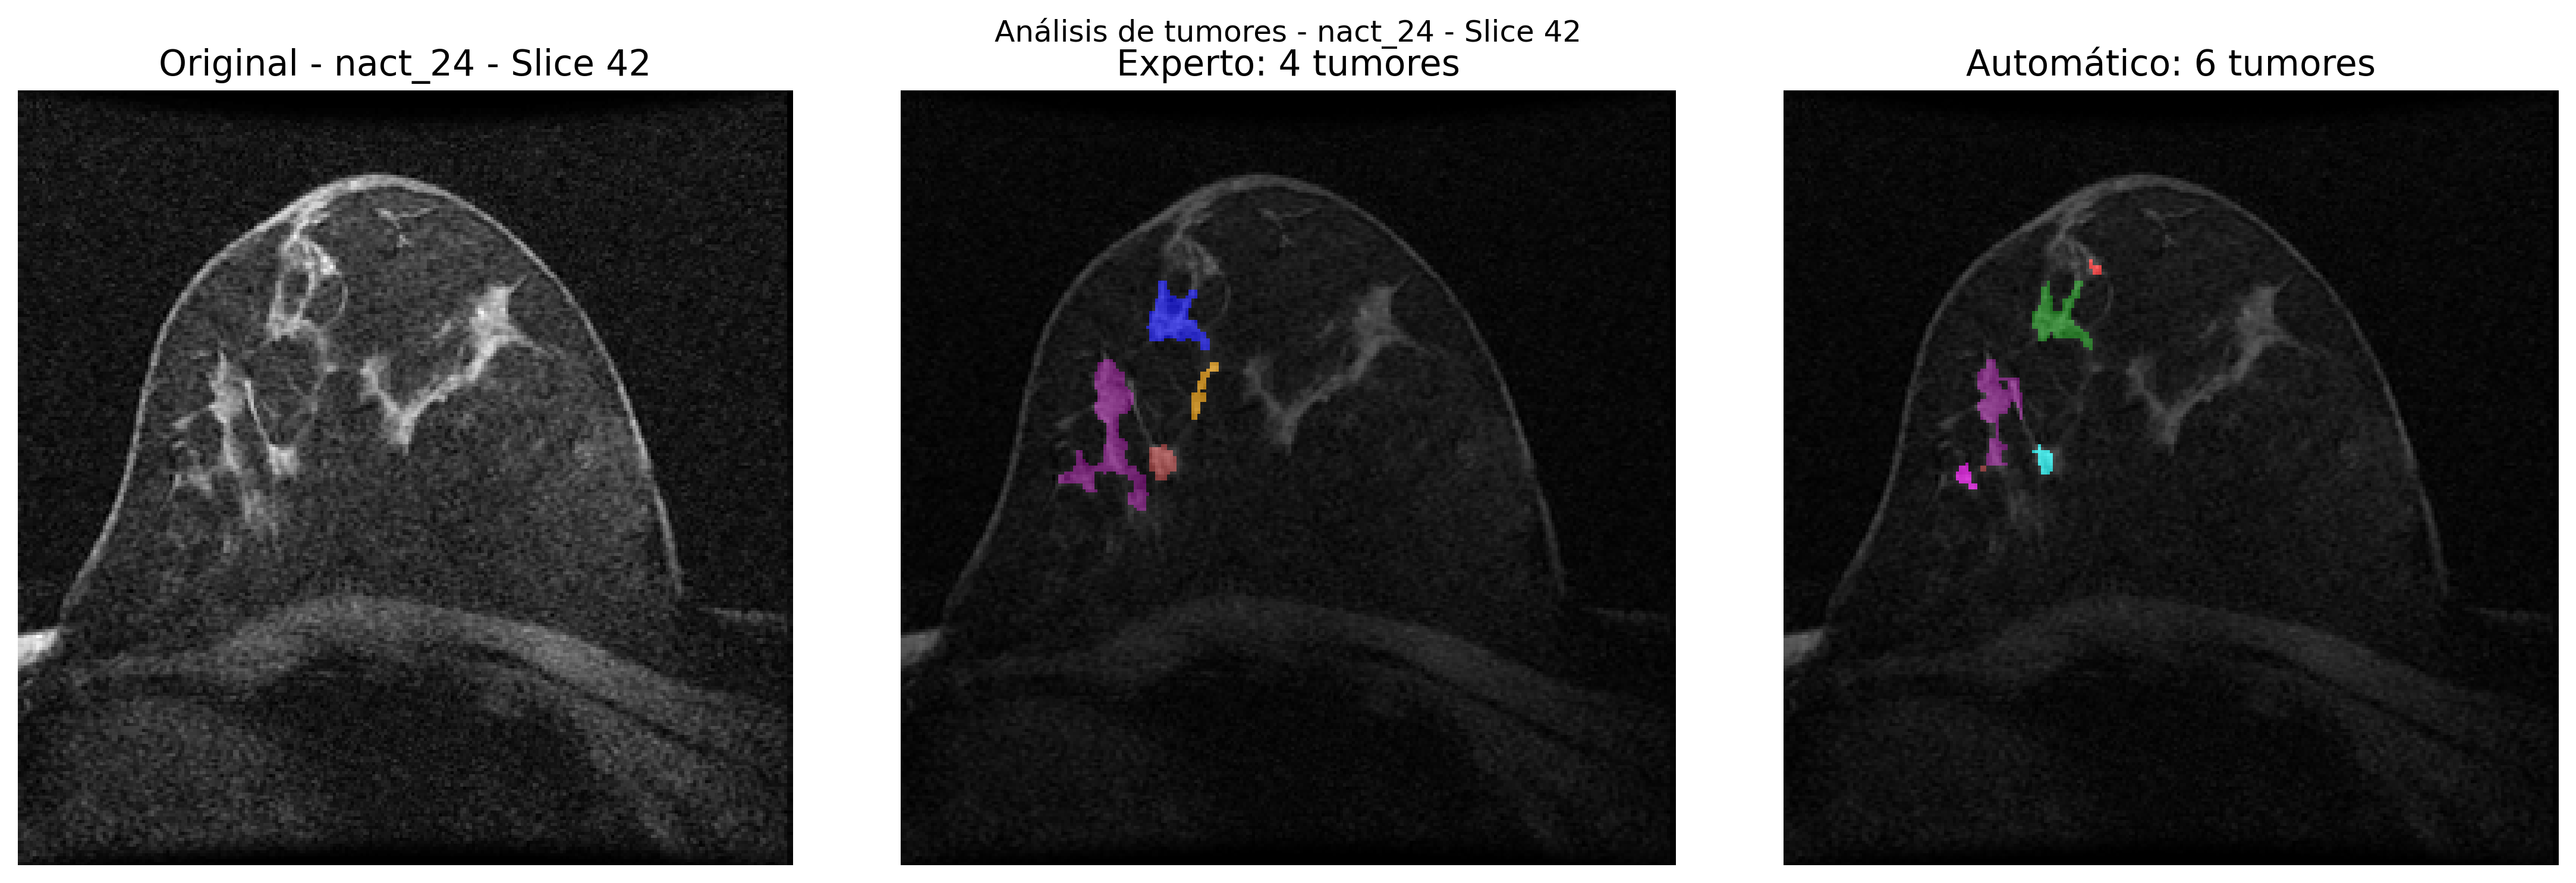 Análisis de tumores - nact_24 - Slice 42
Original - nact_24 - Slice 42
Experto: 4 tumores
Automático: 6 tumores